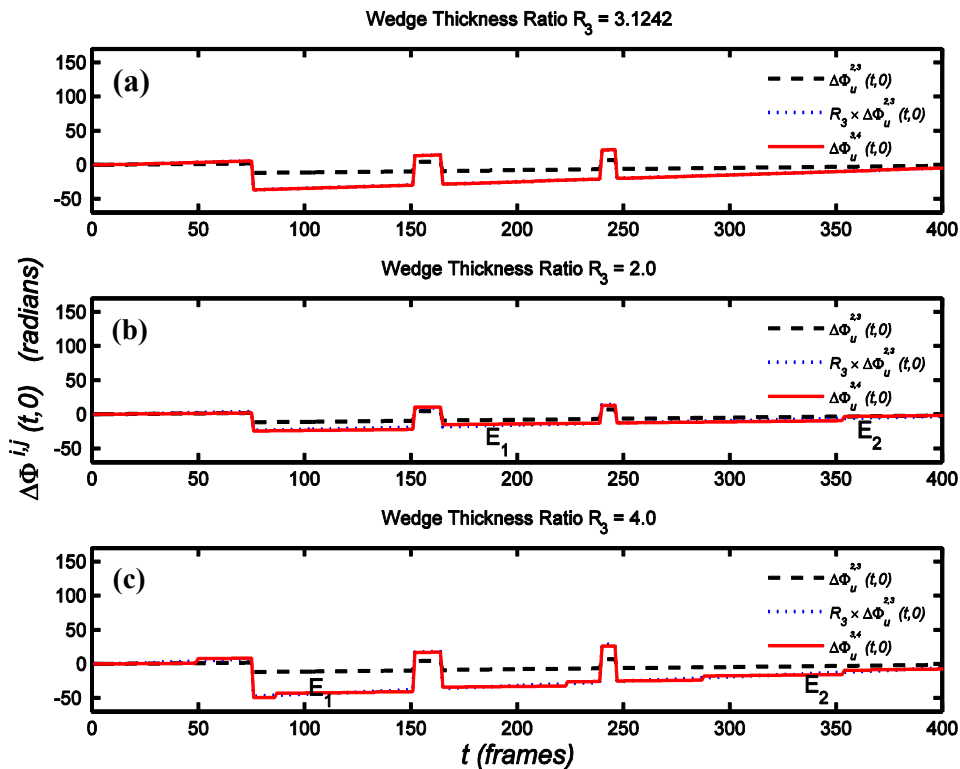 Wedge Thickness Ratio R3 = 3.1242
(a)
ΔΦu2,3 (t,0)
R3 × ΔΦu2,3 (t,0)
ΔΦu3,4 (t,0)
150
100
50
0
-50
0 50 100 150 200 250 300 350 400
Wedge Thickness Ratio R3 = 2.0
(b)
ΔΦu2,3 (t,0)
R3 × ΔΦu2,3 (t,0)
ΔΦu3,4 (t,0)
150
100
50
0
-50
E1
E2
0 50 100 150 200 250 300 350 400
ΔΦi,j (t,0) (radians)
Wedge Thickness Ratio R3 = 4.0
(c)
ΔΦu2,3 (t,0)
R3 × ΔΦu2,3 (t,0)
ΔΦu3,4 (t,0)
150
100
50
0
-50
E1
E2
0 50 100 150 200 250 300 350 400
t (frames)